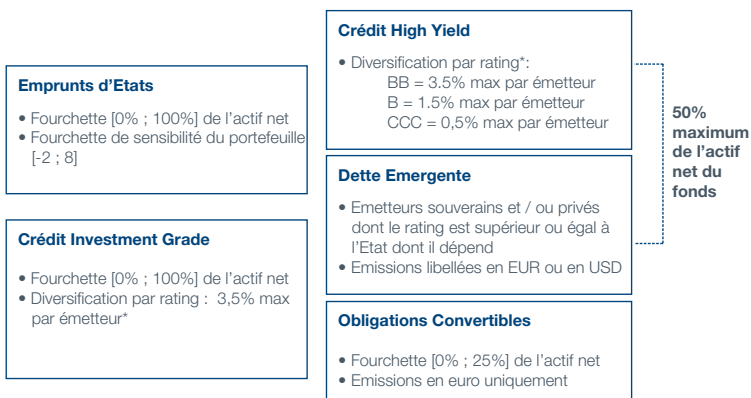 Emprunts d'Etats
• Fourchette [0% ; 100%] de l'actif net
• Fourchette de sensibilité du portefeuille
[-2 ; 8]
Crédit Investment Grade
• Fourchette [0% ; 100%] de l'actif net
• Diversification par rating : 3,5% max
par émetteur*
Crédit High Yield
• Diversification par rating*:
BB = 3.5% max par émetteur
B = 1.5% max par émetteur
CCC = 0,5% max par émetteur
Dette Emergente
• Emetteurs souverains et / ou privés
dont le rating est supérieur ou égal à
l'Etat dont il dépend
• Emissions libellées en EUR ou en USD
Obligations Convertibles
• Fourchette [0% ; 25%] de l'actif net
• Emissions en euro uniquement
50%
maximum
de l'actif
net du
fonds